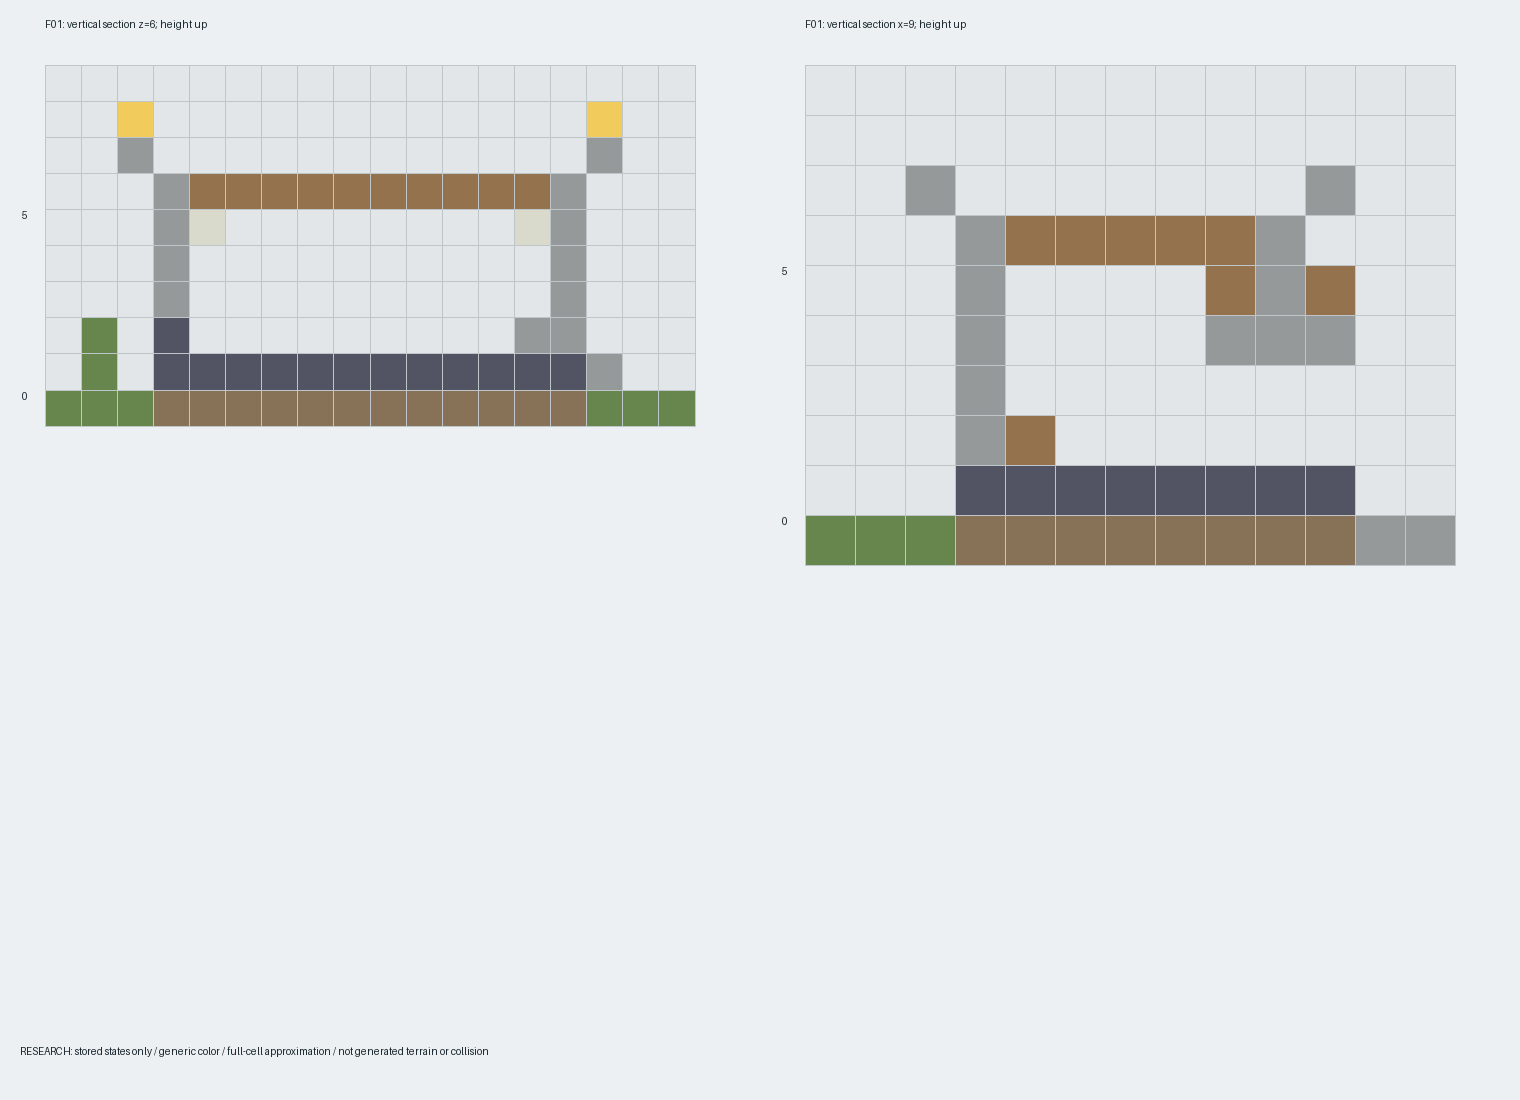 F01: vertical section z=6; height up
F01: vertical section x=9; height up
5
0
5
0
RESEARCH: stored states only / generic color / full-cell approximation / not generated terrain or collision